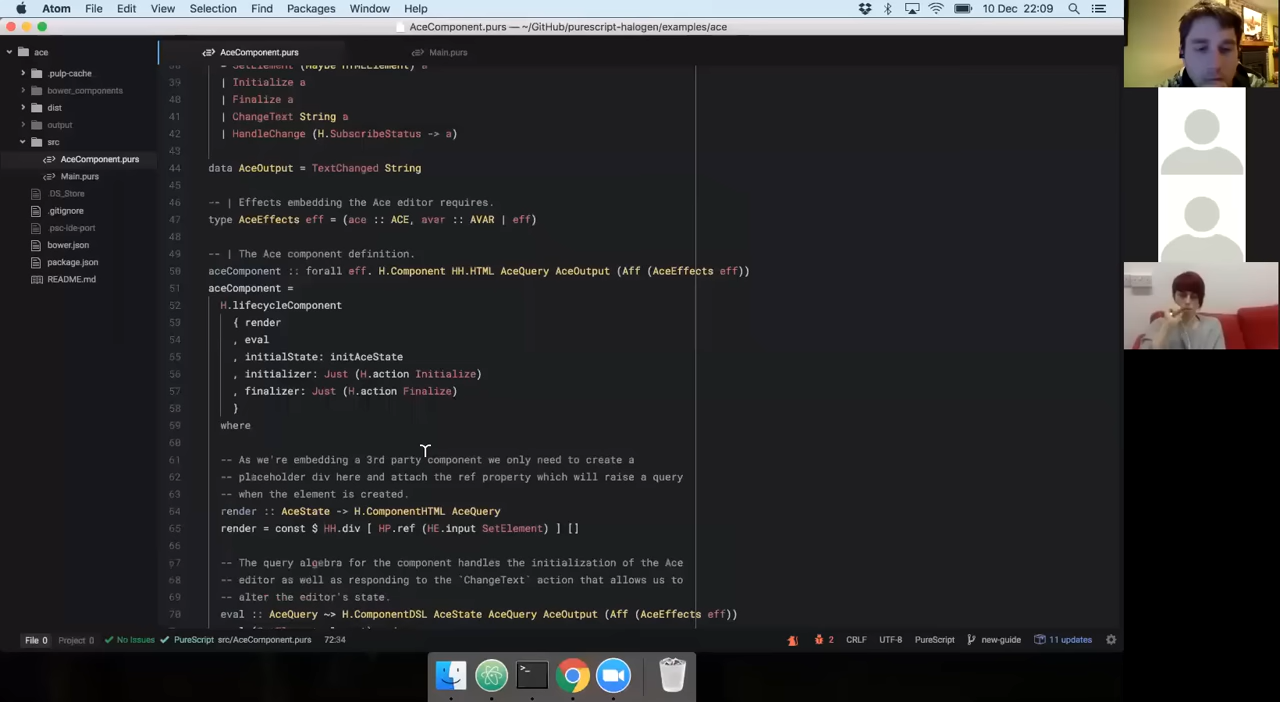 Atom File Edit View Selection Find Packages Window Help 10 Dec 22:09
AceComponent.purs — ~/GitHub/purescript-halogen/examples/ace
ace
.pulp-cache
bower_components
dist
output
src
AceComponent.purs
Main.purs
.DS_Store
.gitignore
.psc-ide-port
bower.json
package.json
README.md
AceComponent.purs Main.purs
= SetElement (Maybe HTMLElement) a
39 | Initialize a
40 | Finalize a
41 | ChangeText String a
42 | HandleChange (H.SubscribeStatus -> a)
43
44 data AceOutput = TextChanged String
45
46 -- | Effects embedding the Ace editor requires.
47 type AceEffects eff = (ace :: ACE, avar :: AVAR | eff)
48
49 -- | The Ace component definition.
50 aceComponent :: forall eff. H.Component HH.HTML AceQuery AceOutput (Aff (AceEffects eff))
51 aceComponent =
52 H.lifecycleComponent
53 { render
54 , eval
55 , initialState: initAceState
56 , initializer: Just (H.action Initialize)
57 , finalizer: Just (H.action Finalize)
58 }
59 where
60
61 -- As we're embedding a 3rd party component we only need to create a
62 -- placeholder div here and attach the ref property which will raise a query
63 -- when the element is created.
64 render :: AceState -> H.ComponentHTML AceQuery
65 render = const $ HH.div [ HP.ref (HE.input SetElement) ] []
66
67 -- The query algebra for the component handles the initialization of the Ace
68 -- editor as well as responding to the `ChangeText` action that allows us to
69 -- alter the editor's state.
70 eval :: AceQuery ~> H.ComponentDSL AceState AceQuery AceOutput (Aff (AceEffects eff))
File 0 Project 0 No Issues PureScript src/AceComponent.purs 72:34 2 CRLF UTF-8 PureScript new-guide 11 updates